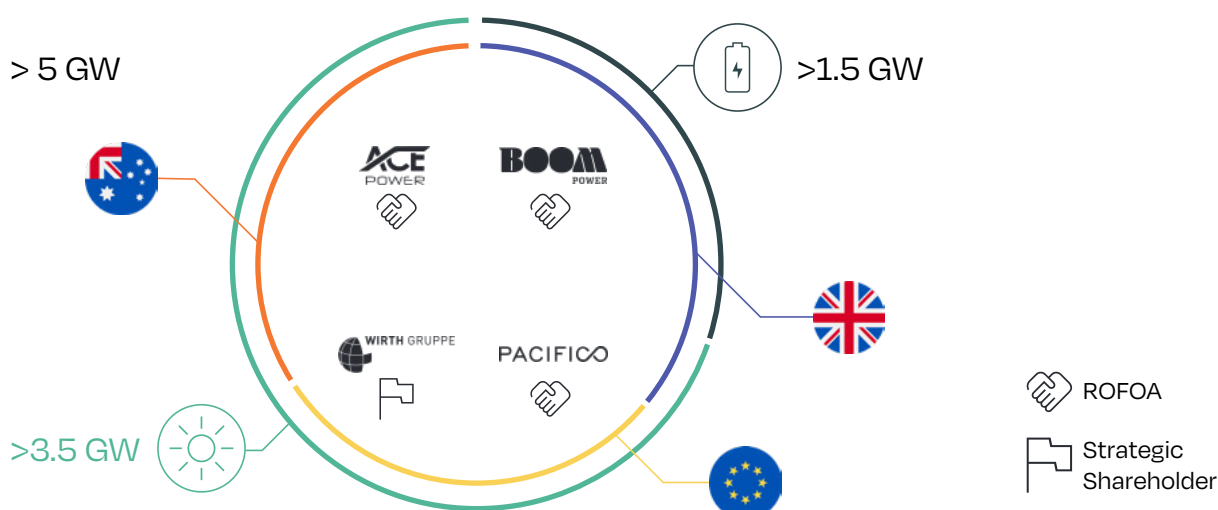 > 5 GW
>1.5 GW
ACE
POWER
BOOM
POWER
WIRTH GRUPPE
PACIFICO
>3.5 GW
ROFOA
Strategic
Shareholder